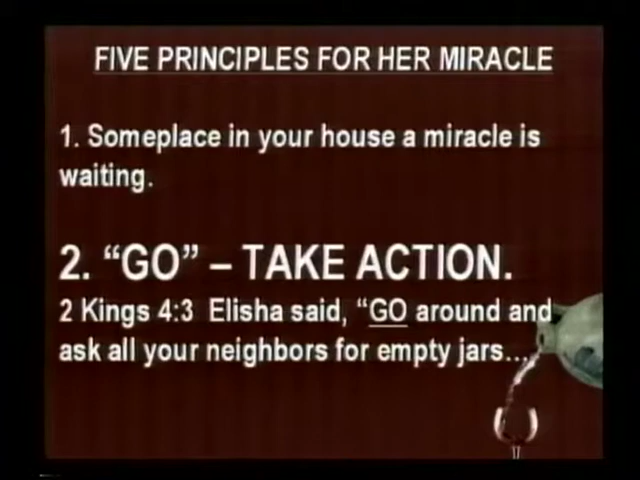 FIVE PRINCIPLES FOR HER MIRACLE
1. Someplace in your house a miracle is
waiting.
2. “GO” – TAKE ACTION.
2 Kings 4:3 Elisha said, “GO around and
ask all your neighbors for empty jars...